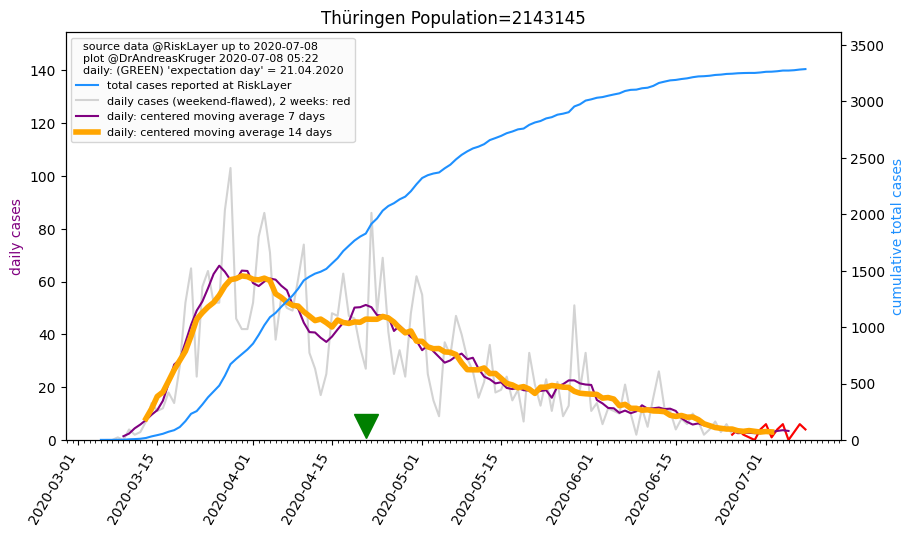 Thüringen Population=2143145
source data @RiskLayer up to 2020-07-08
plot @DrAndreasKruger 2020-07-08 05:22
daily: (GREEN) 'expectation day' = 21.04.2020
total cases reported at RiskLayer
daily cases (weekend-flawed), 2 weeks: red
daily: centered moving average 7 days
daily: centered moving average 14 days
daily cases
0
20
40
60
80
100
120
140
cumulative total cases
0
500
1000
1500
2000
2500
3000
3500
2020-03-01
2020-03-15
2020-04-01
2020-04-15
2020-05-01
2020-05-15
2020-06-01
2020-06-15
2020-07-01